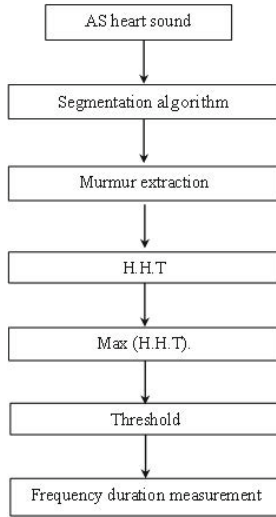 AS heart sound
Segmentation algorithm
Murmur extraction
H.H.T
Max (H.H.T).
Threshold
Frequency duration measurement